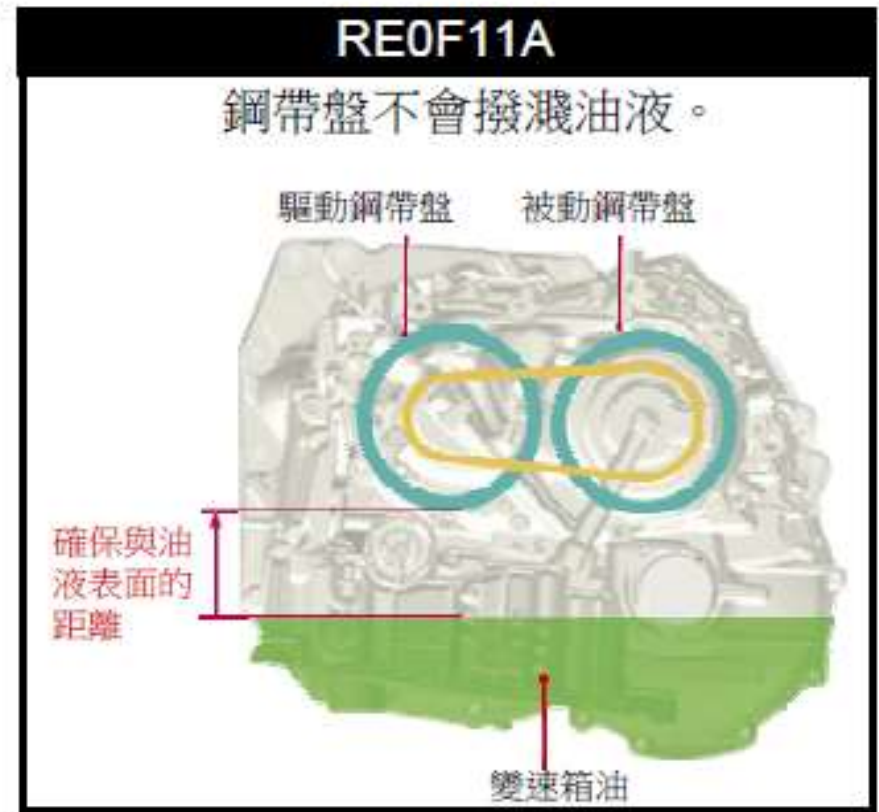 RE0F11A
鋼帶盤不會撥濺油液。
驅動鋼帶盤
被動鋼帶盤
確保與油
液表面的
距離
變速箱油